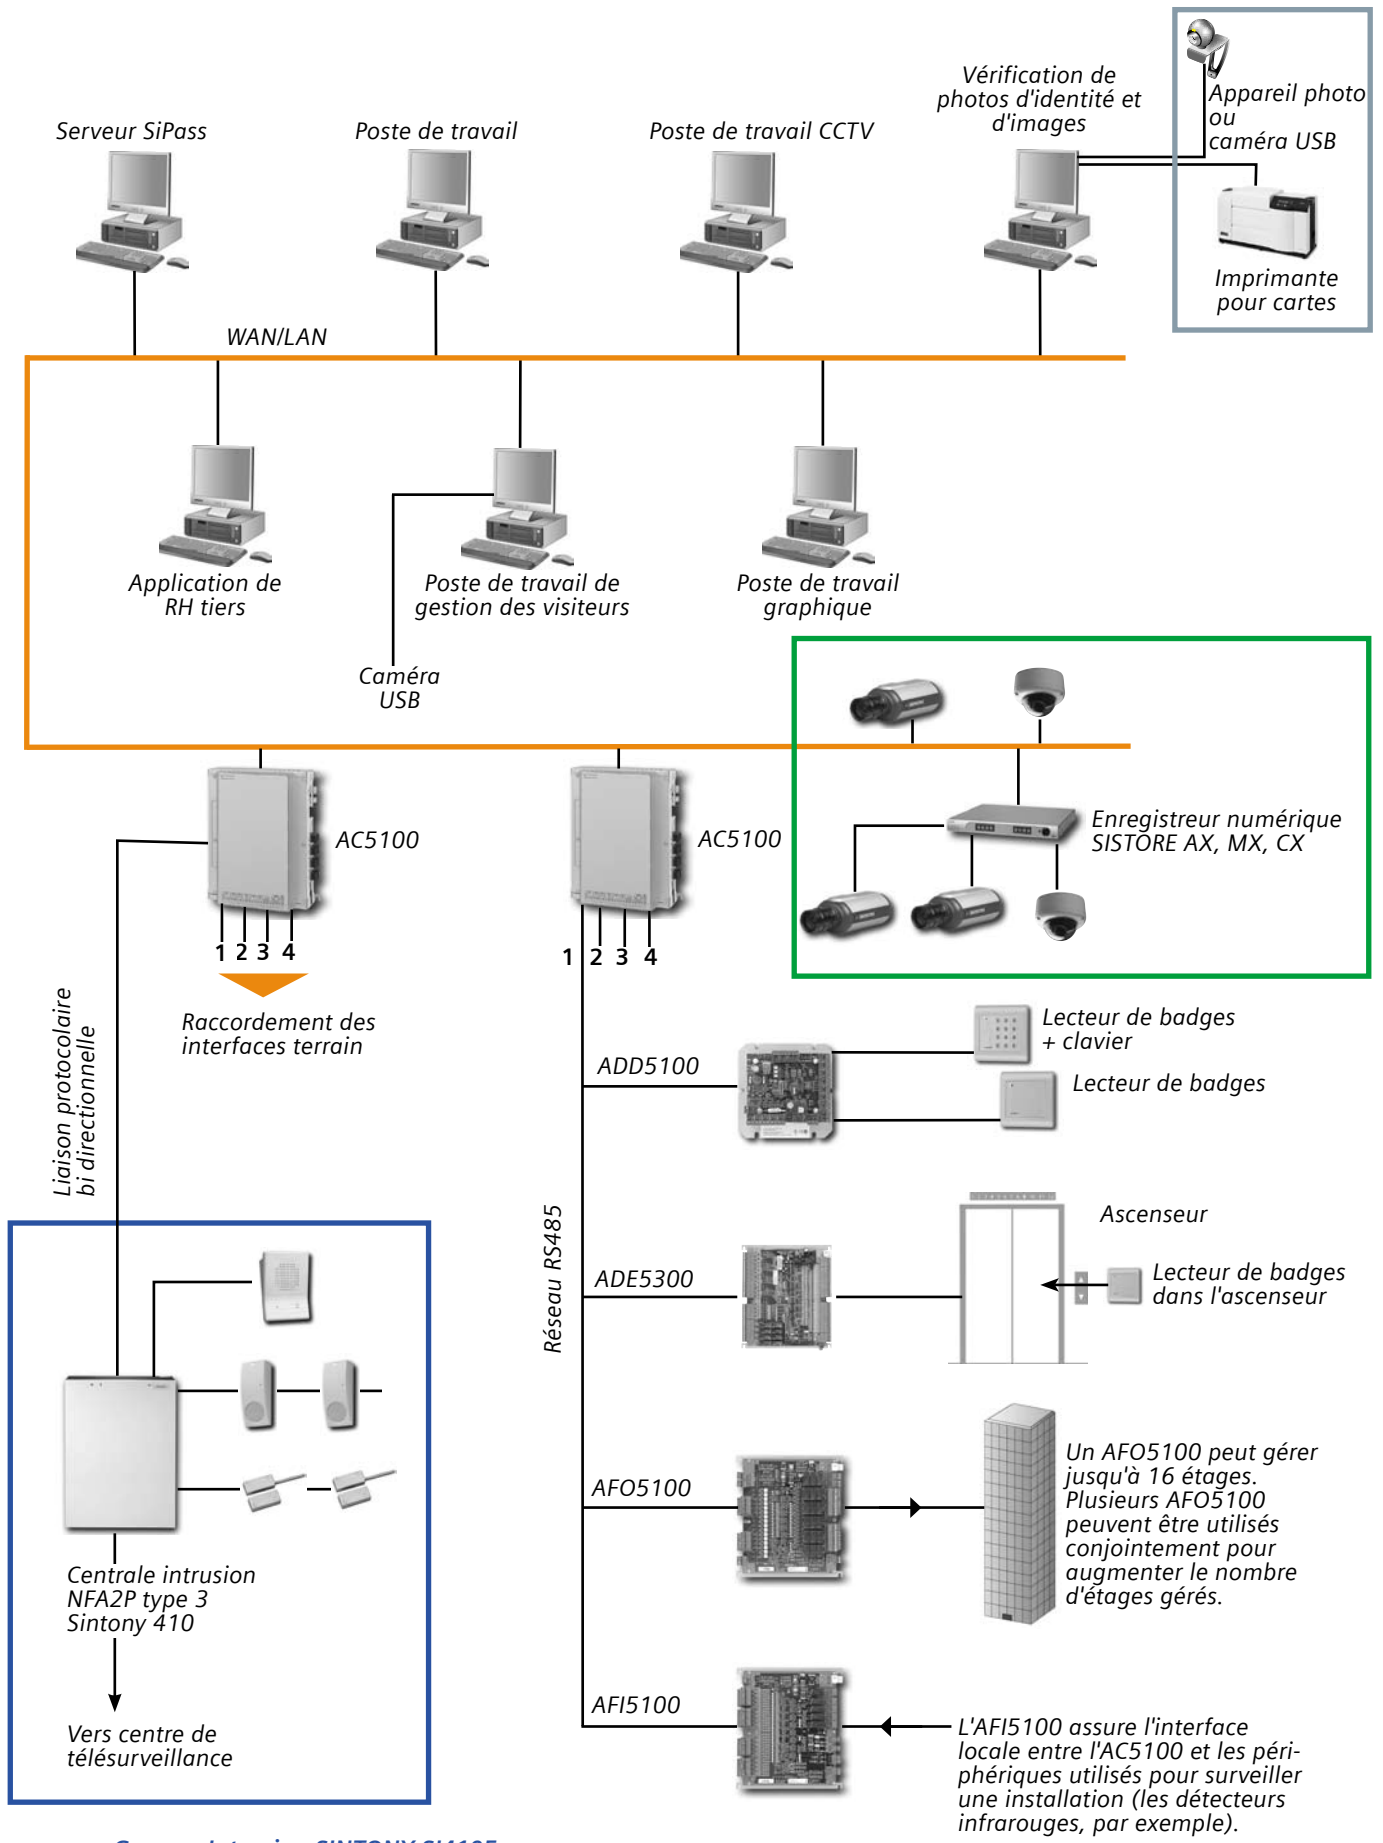 Appareil photo
ou
caméra USB
Vérification de
photos d'identité et
d'images
Serveur SiPass
Poste de travail
Poste de travail CCTV
Imprimante
pour cartes
WAN/LAN
Application de
RH tiers
Poste de travail de
gestion des visiteurs
Poste de travail
graphique
Caméra
USB
AC5100
AC5100
Enregistreur numérique
SISTORE AX, MX, CX
1 2 3 4
1 2 3 4
Raccordement des
interfaces terrain
Liaison protocolaire
bi directionnelle
Lecteur de badges
+ clavier
ADD5100
Lecteur de badges
Réseau RS485
Ascenseur
ADE5300
Lecteur de badges
dans l'ascenseur
AFO5100
Un AFO5100 peut gérer
jusqu'à 16 étages.
Plusieurs AFO5100
peuvent être utilisés
conjointement pour
augmenter le nombre
d'étages gérés.
Centrale intrusion
NFA2P type 3
Sintony 410
AFI5100
L'AFI5100 assure l'interface
locale entre l'AC5100 et les péri-
phériques utilisés pour surveiller
une installation (les détecteurs
infrarouges, par exemple).
Vers centre de
télésurveillance